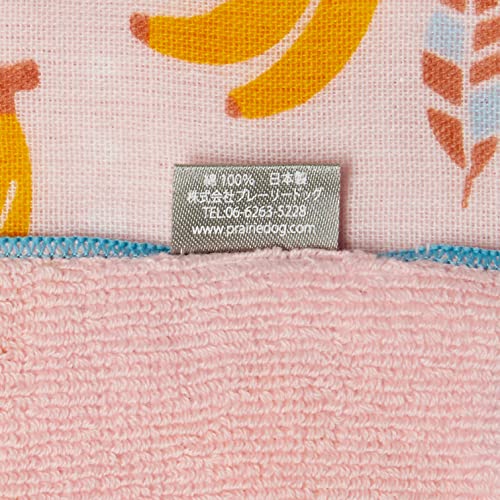 綿 100% 日本製
株式会社プレーリードッグ
TEL:06-6263-5228
www.prairiedog.com